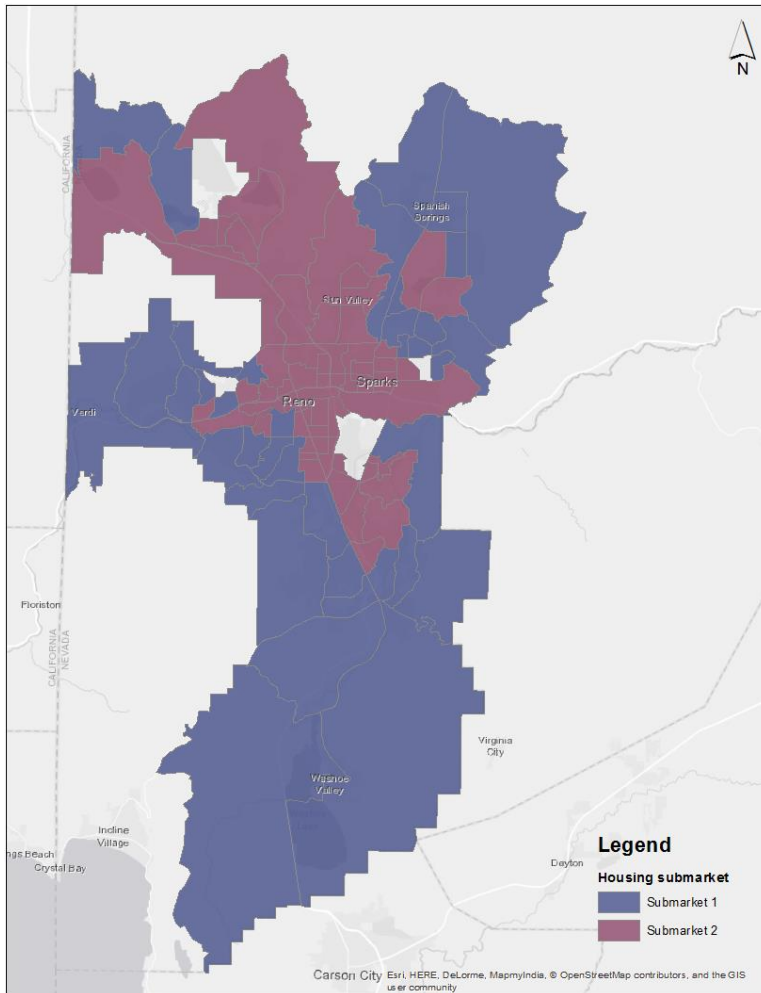 N
CALIFORNIA
Spanish
Springs
Sun Valley
Sparks
Reno
Verdi
Floriston
CALIFORNIA
NEVADA
Virginia
City
Washoe
Valley
Incline
Village
ngs Beach
Crystal Bay
Dayton
Legend
Housing submarket
Submarket 1
Submarket 2
Carson City
Esri, HERE, DeLorme, MapmyIndia, © OpenStreetMap contributors, and the GIS
user community